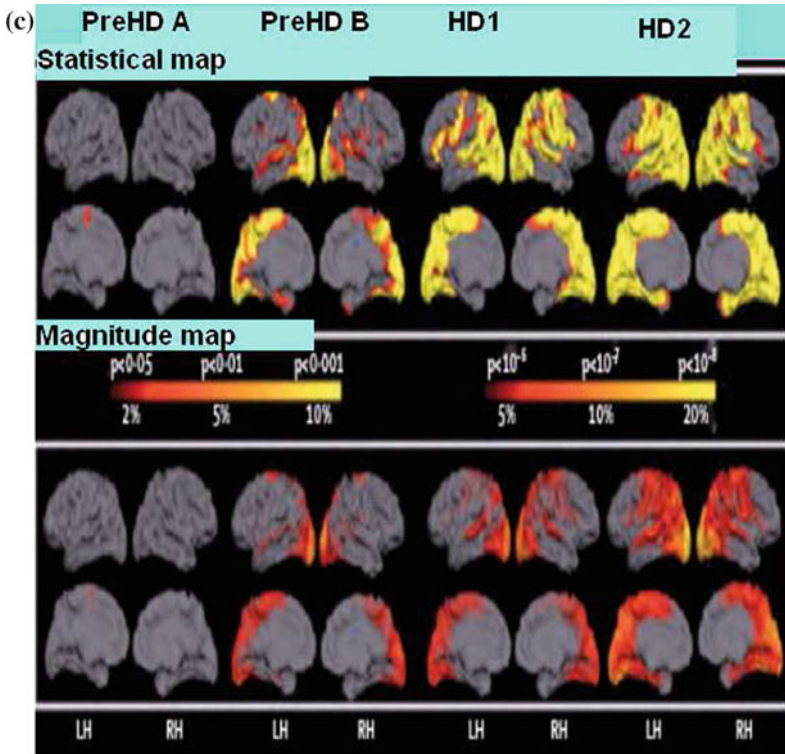 (c) PreHD A PreHD B HD1 HD2
Statistical map
Magnitude map
p<0·05 p<0·01 p<0·001 p<10⁻⁶ p<10⁻⁷ p<10⁻⁸
2% 5% 10% 5% 10% 20%
LH RH LH RH LH RH LH RH